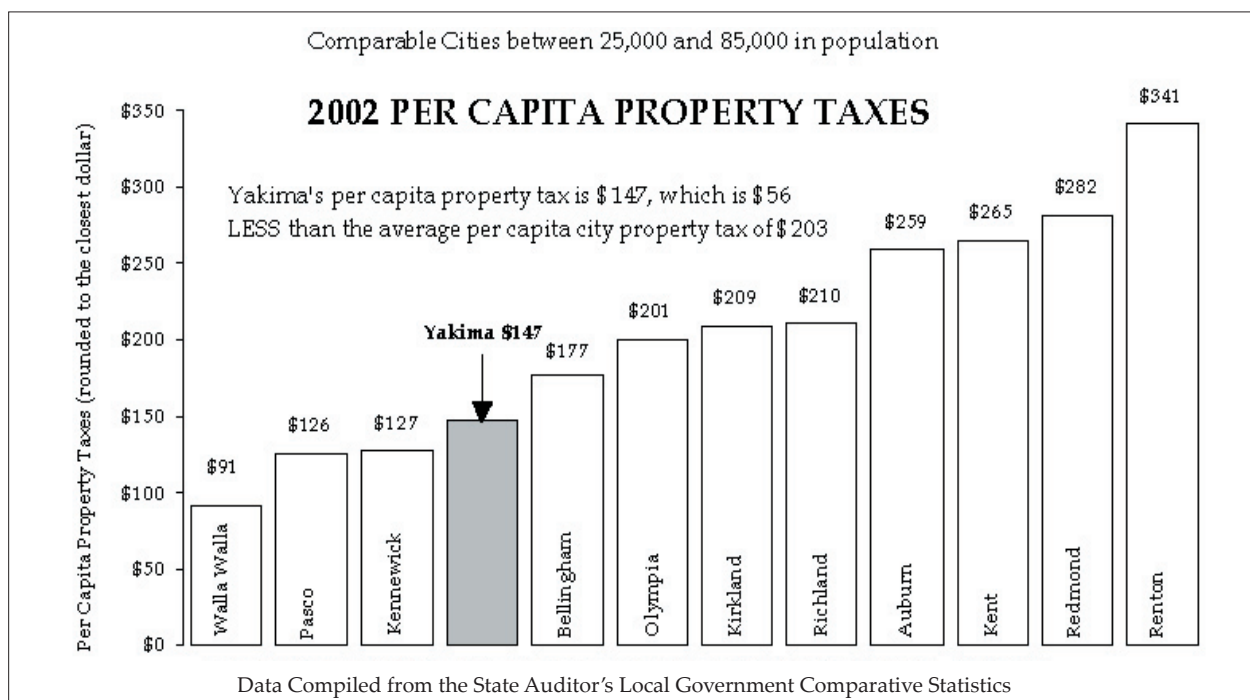 Comparable Cities between 25,000 and 85,000 in population
2002 PER CAPITA PROPERTY TAXES
Yakima's per capita property tax is $147, which is $56
LESS than the average per capita city property tax of $203
Per Capita Property Taxes (rounded to the closest dollar)
$350
$300
$250
$200
$150
$100
$50
$0
$91
$126
$127
Yakima $147
$177
$201
$209
$210
$259
$265
$282
$341
Walla Walla
Pasco
Kennewick
Bellingham
Olympia
Kirkland
Richland
Auburn
Kent
Redmond
Renton
Data Compiled from the State Auditor's Local Government Comparative Statistics